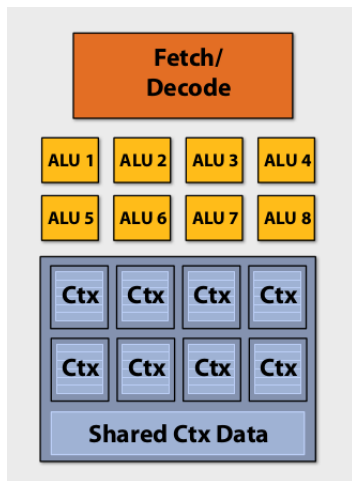 Fetch/
Decode
ALU 1 ALU 2 ALU 3 ALU 4
ALU 5 ALU 6 ALU 7 ALU 8
Ctx Ctx Ctx Ctx
Ctx Ctx Ctx Ctx
Shared Ctx Data